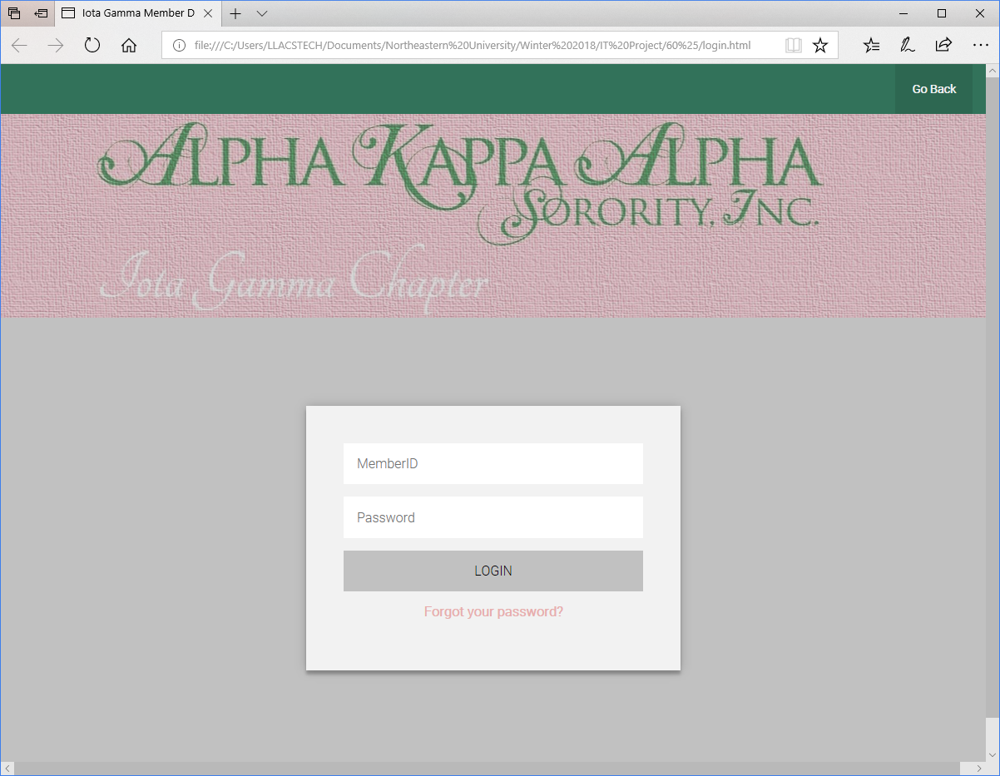 Iota Gamma Member D
file:///C:/Users/LLACSTECH/Documents/Northeastern%20University/Winter%202018/IT%20Project/60%25/login.html
Go Back
ALPHA KAPPA ALPHA
SORORITY, INC.
Iota Gamma Chapter
MemberID
Password
LOGIN
Forgot your password?